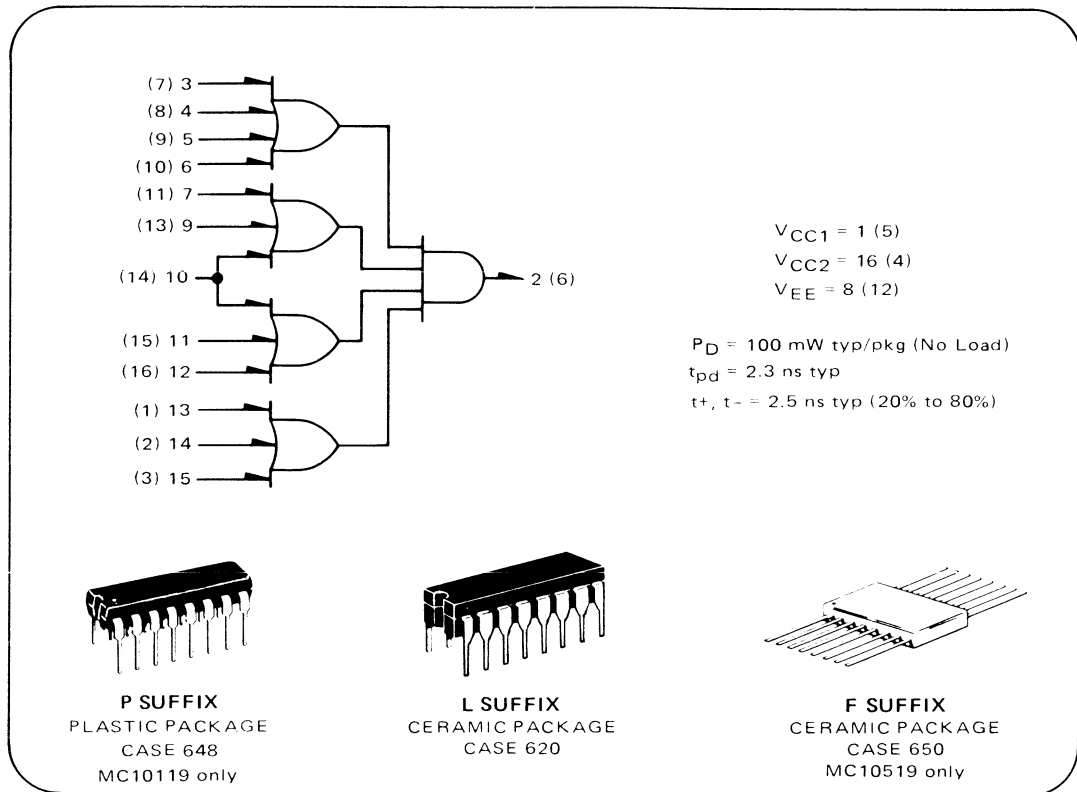 (7) 3
(8) 4
(9) 5
(10) 6
(11) 7
(13) 9
(14) 10
(15) 11
(16) 12
(1) 13
(2) 14
(3) 15
2 (6)
VCC1 = 1 (5)
VCC2 = 16 (4)
VEE = 8 (12)
PD = 100 mW typ/pkg (No Load)
tpd = 2.3 ns typ
t+, t− = 2.5 ns typ (20% to 80%)
P SUFFIX
PLASTIC PACKAGE
CASE 648
MC10119 only
L SUFFIX
CERAMIC PACKAGE
CASE 620
F SUFFIX
CERAMIC PACKAGE
CASE 650
MC10519 only